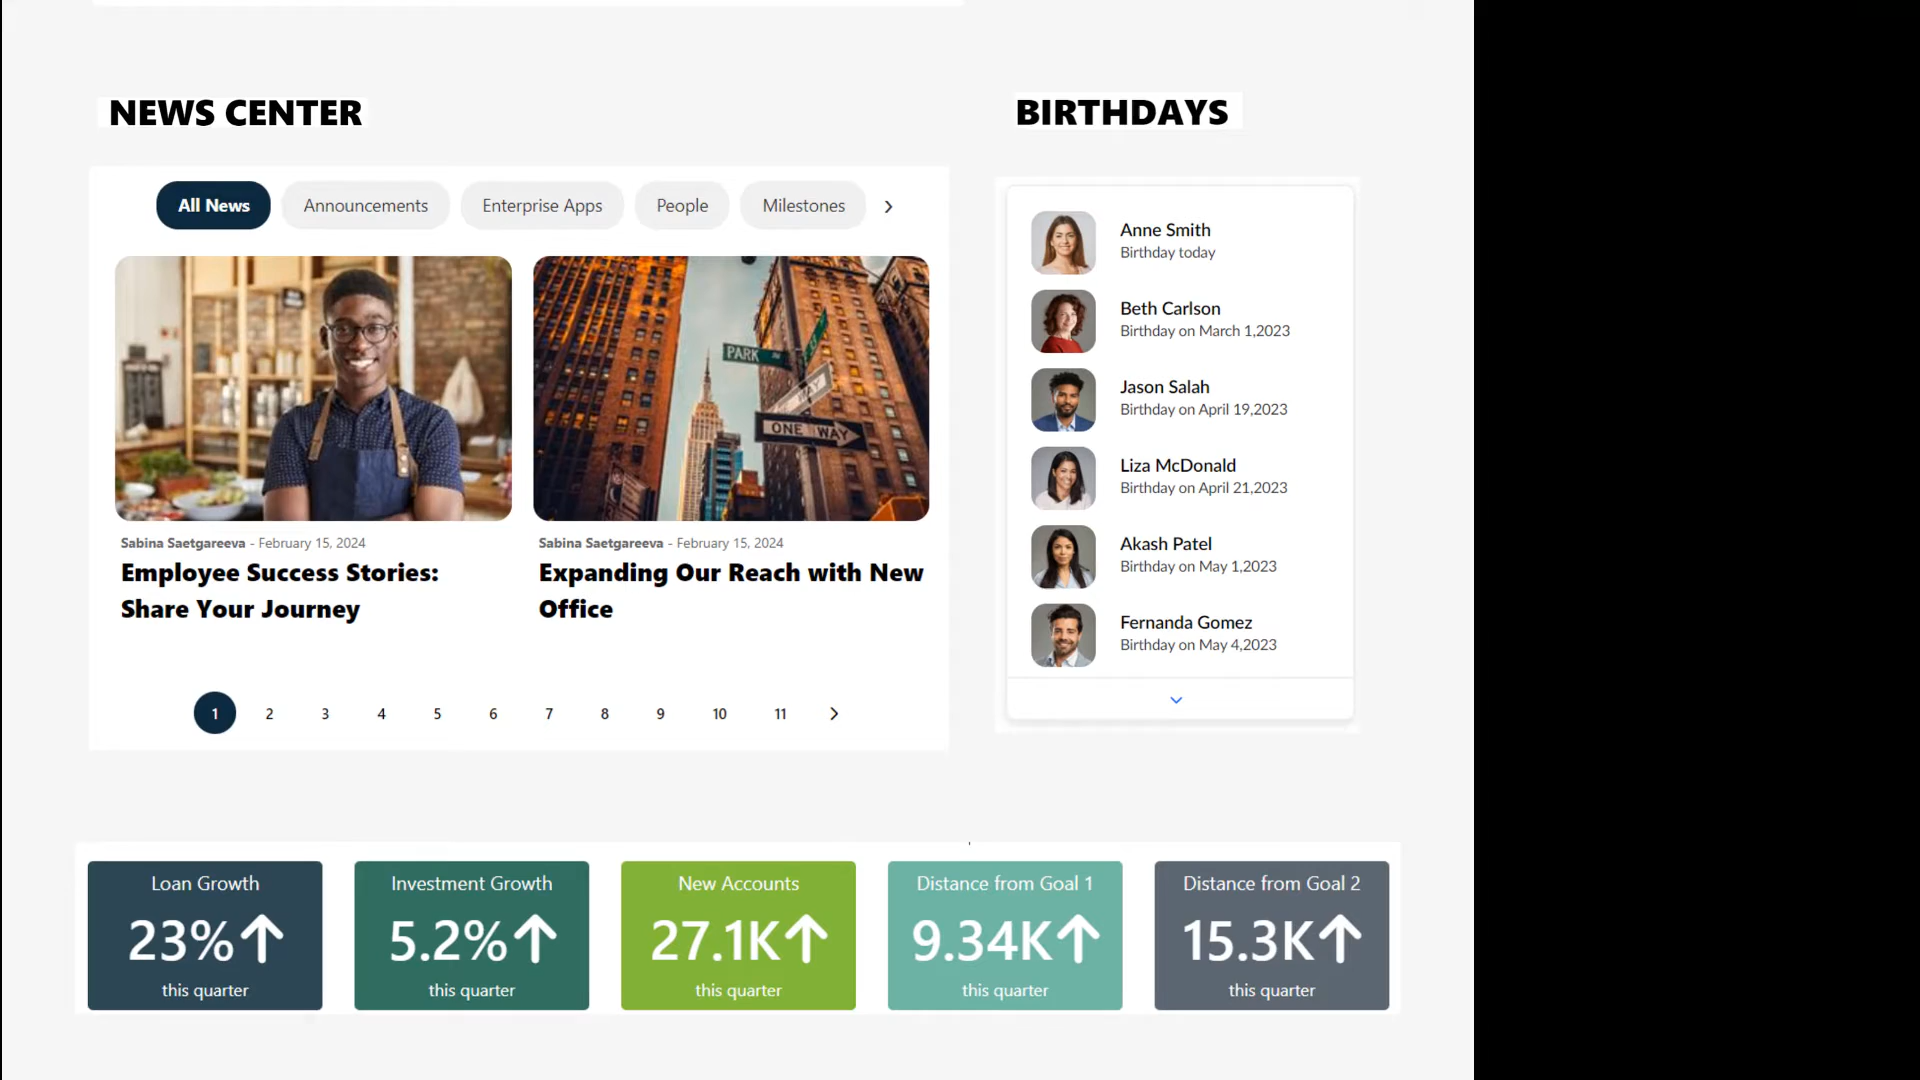 NEWS CENTER
All News
Announcements
Enterprise Apps
People
Milestones
PARK
ONE WAY
Sabina Saetgareeva - February 15, 2024
Employee Success Stories:
Share Your Journey
Sabina Saetgareeva - February 15, 2024
Expanding Our Reach with New
Office
1 2 3 4 5 6 7 8 9 10 11
BIRTHDAYS
Anne Smith
Birthday today
Beth Carlson
Birthday on March 1,2023
Jason Salah
Birthday on April 19,2023
Liza McDonald
Birthday on April 21,2023
Akash Patel
Birthday on May 1,2023
Fernanda Gomez
Birthday on May 4,2023
Loan Growth
23%
this quarter
Investment Growth
5.2%
this quarter
New Accounts
27.1K
this quarter
Distance from Goal 1
9.34K
this quarter
Distance from Goal 2
15.3K
this quarter